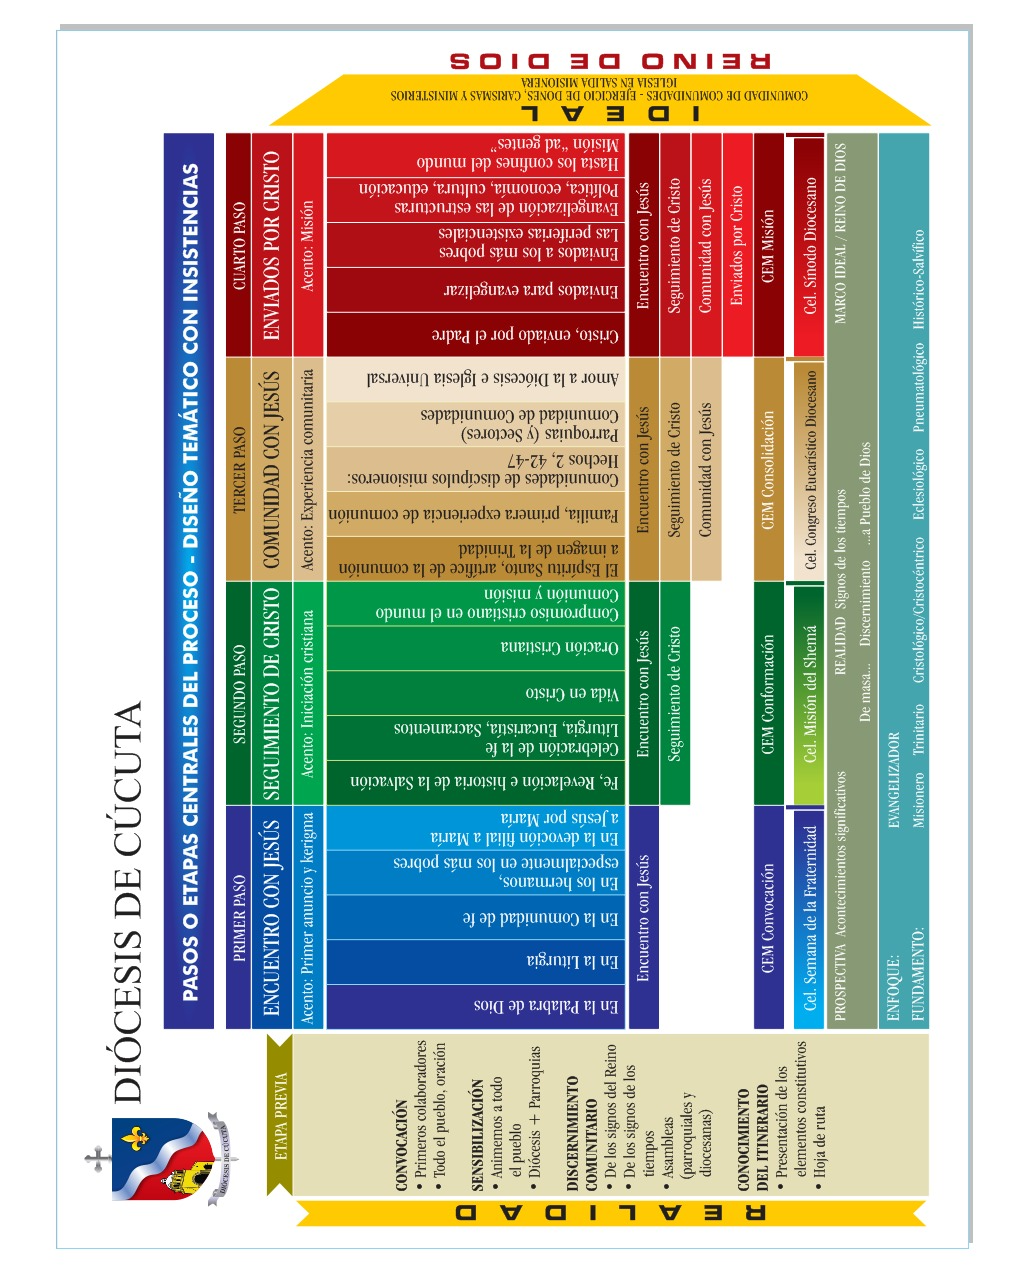 DIÓCESIS DE CÚCUTA
DIÓCESIS DE CÚCUTA
PASOS O ETAPAS CENTRALES DEL PROCESO - DISEÑO TEMÁTICO CON INSISTENCIAS
REALIDAD
ETAPA PREVIA
CONVOCACIÓN
• Primeros colaboradores
• Todo el pueblo, oración
SENSIBILIZACIÓN
• Animemos a todo
el pueblo
• Diócesis + Parroquias
DISCERNIMIENTO
COMUNITARIO
• De los signos del Reino
• De los signos de los
tiempos
• Asambleas
(parroquiales y
diocesanas)
CONOCIMIENTO
DEL ITINERARIO
• Presentación de los
elementos constitutivos
• Hoja de ruta
PRIMER PASO
ENCUENTRO CON JESÚS
Acento: Primer anuncio y kerigma
En la Palabra de Dios
En la Liturgia
En la Comunidad de fe
En los hermanos,
especialmente en los más pobres
En la devoción filial a María
a Jesús por María
Encuentro con Jesús
CEM Convocación
Cel. Semana de la Fraternidad
SEGUNDO PASO
SEGUIMIENTO DE CRISTO
Acento: Iniciación cristiana
Fe, Revelación e historia de la Salvación
Celebración de la fe
Liturgia, Eucaristía, Sacramentos
Vida en Cristo
Oración Cristiana
Compromiso cristiano en el mundo
Comunión y misión
Encuentro con Jesús
Seguimiento de Cristo
CEM Conformación
Cel. Misión del Shemá
TERCER PASO
COMUNIDAD CON JESÚS
Acento: Experiencia comunitaria
El Espíritu Santo, artífice de la comunión
a imagen de la Trinidad
Familia, primera experiencia de comunión
Comunidades de discípulos misioneros:
Hechos 2, 42-47
Parroquias (y Sectores)
Comunidad de Comunidades
Amor a la Diócesis e Iglesia Universal
Encuentro con Jesús
Seguimiento de Cristo
Comunidad con Jesús
CEM Consolidación
Cel. Congreso Eucarístico Diocesano
CUARTO PASO
ENVIADOS POR CRISTO
Acento: Misión
Cristo, enviado por el Padre
Enviados para evangelizar
Enviados a los más pobres
Las periferias existenciales
Evangelización de las estructuras
Política, economía, cultura, educación
Hasta los confines del mundo
Misión “ad “gentes”
Encuentro con Jesús
Seguimiento de Cristo
Comunidad con Jesús
Enviados por Cristo
CEM Misión
Cel. Sínodo Diocesano
PROSPECTIVA Acontecimientos significativos REALIDAD Signos de los tiempos MARCO IDEAL / REINO DE DIOS
De masa... Discernimiento ...a Pueblo de Dios
ENFOQUE: EVANGELIZADOR
FUNDAMENTO: Misionero Trinitario Cristológico/Cristocéntrico Eclesiológico Pneumatológico Histórico-Salvífico
IDEAL
COMUNIDAD DE COMUNIDADES - EJERCICIO DE DONES, CARISMAS Y MINISTERIOS
IGLESIA EN SALIDA MISIONERA
REINO DE DIOS